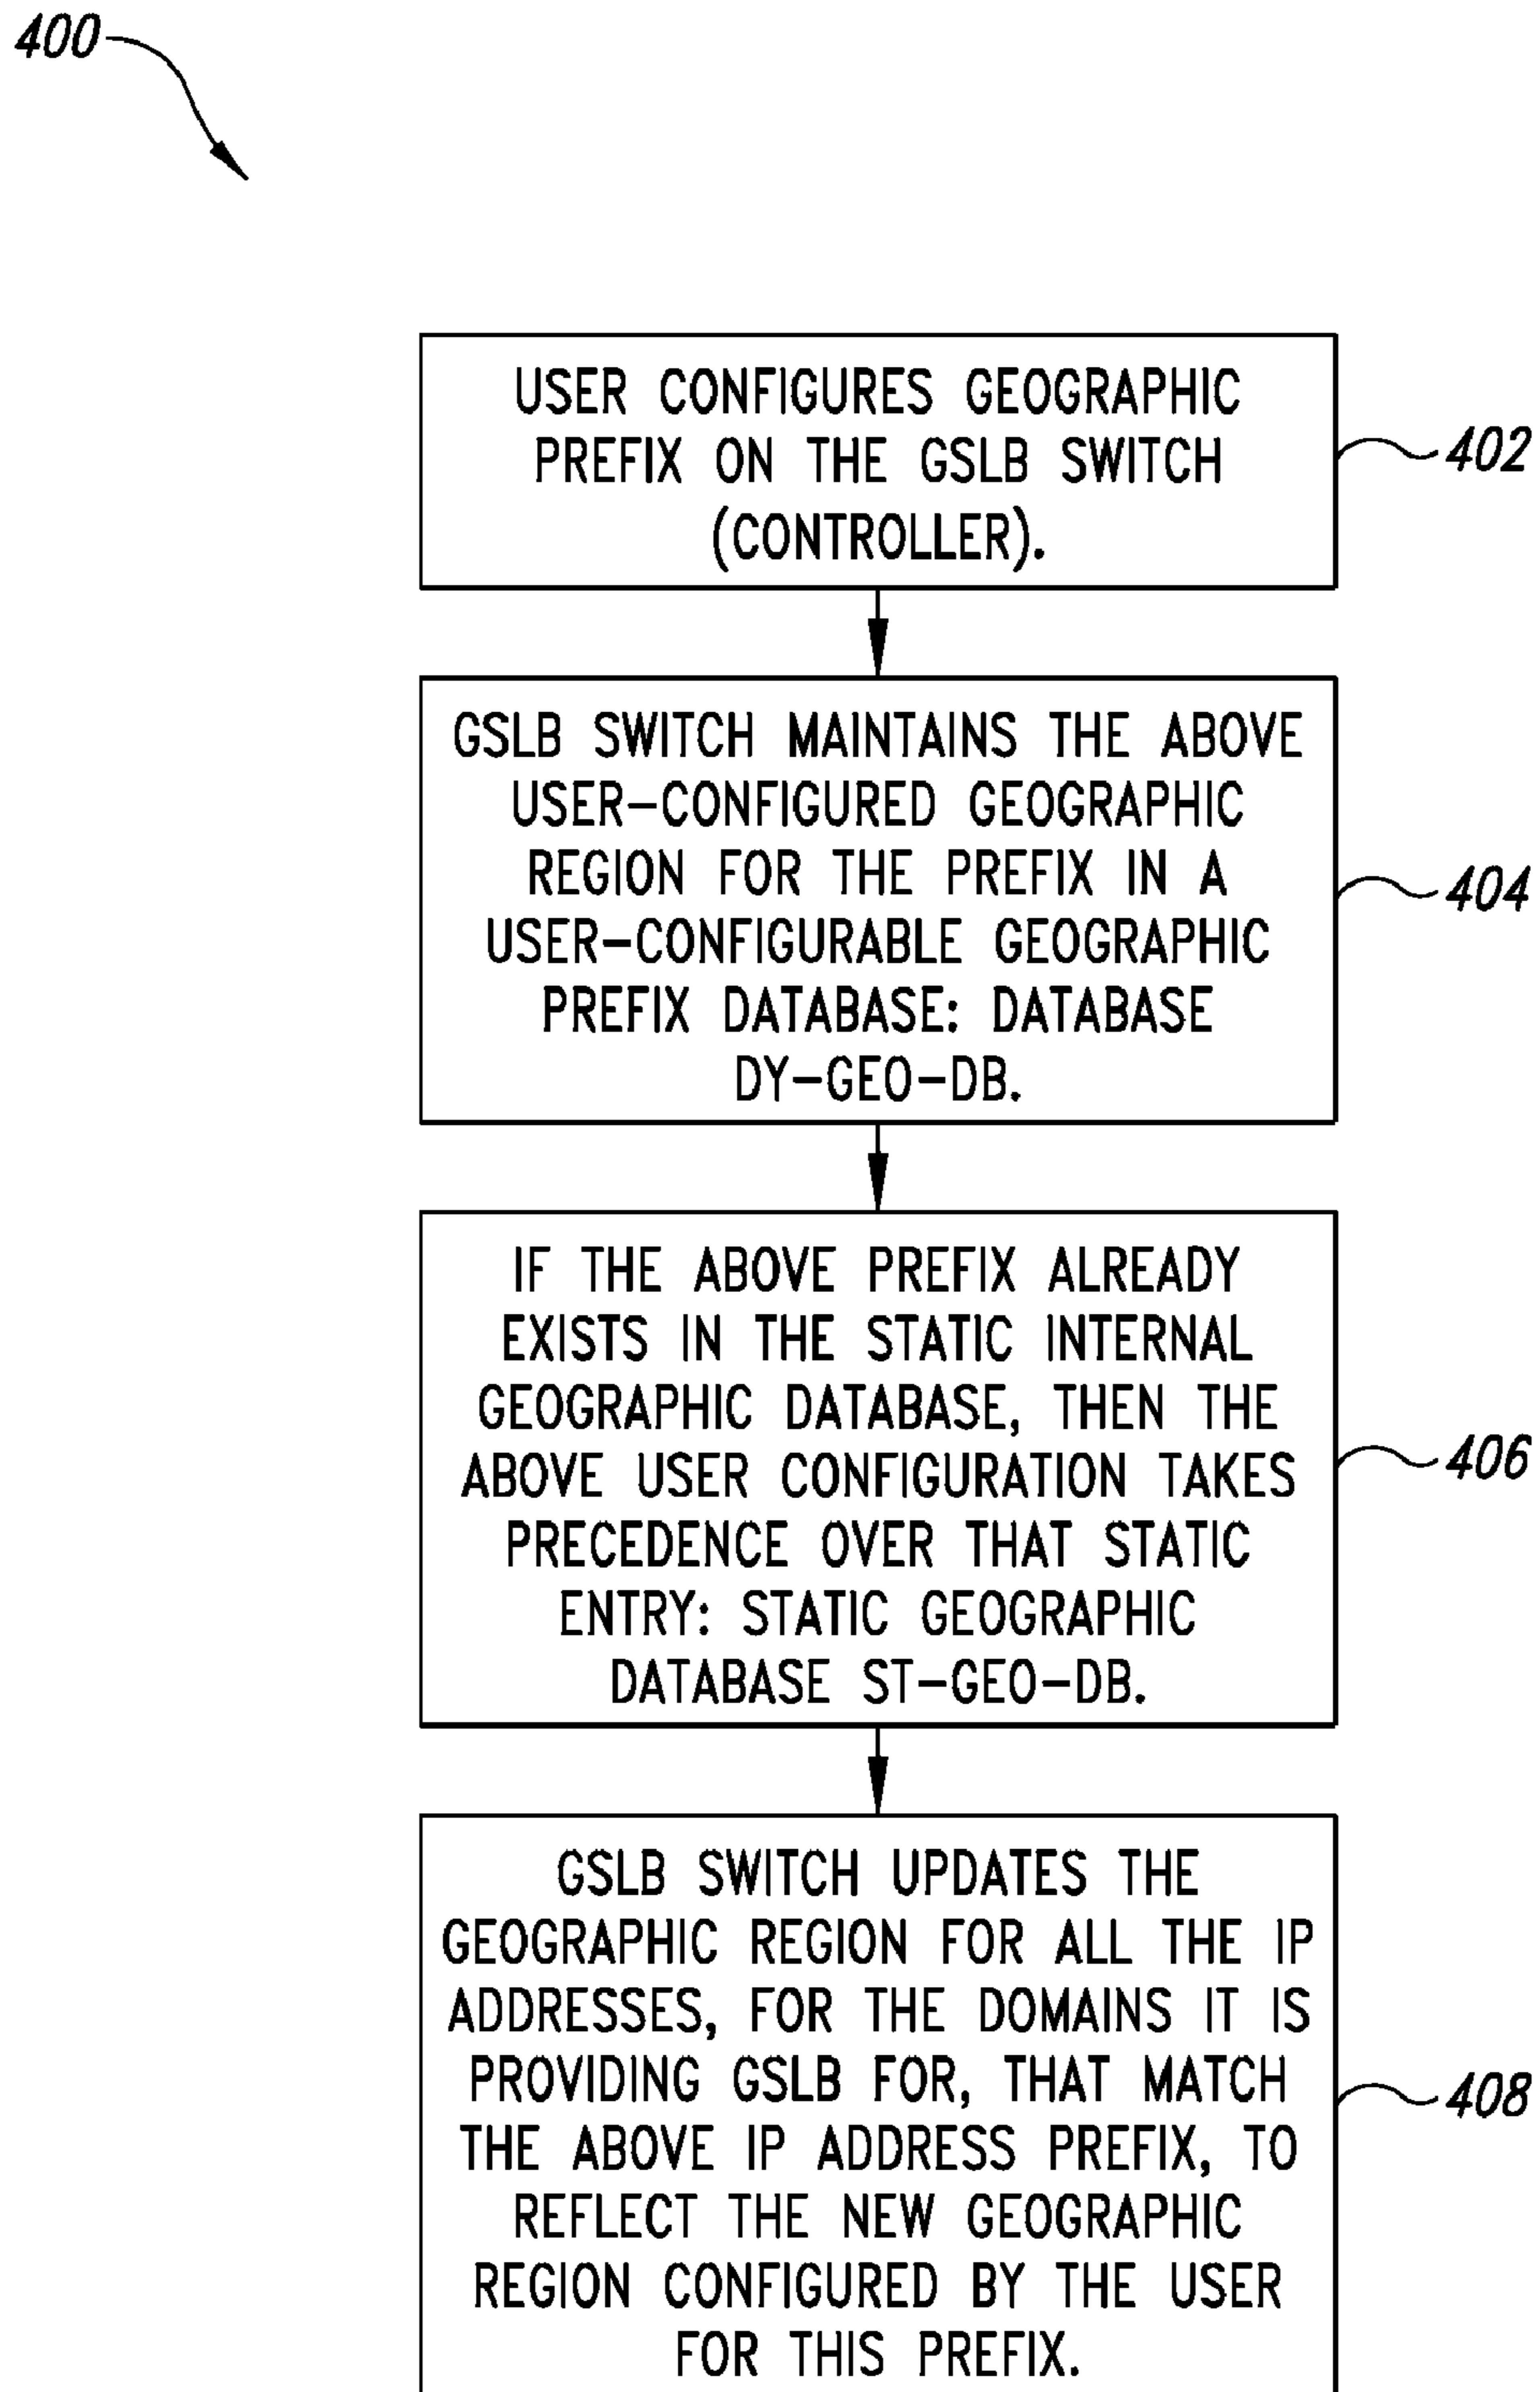 400
USER CONFIGURES GEOGRAPHIC
PREFIX ON THE GSLB SWITCH
(CONTROLLER).
402
GSLB SWITCH MAINTAINS THE ABOVE
USER-CONFIGURED GEOGRAPHIC
REGION FOR THE PREFIX IN A
USER-CONFIGURABLE GEOGRAPHIC
PREFIX DATABASE: DATABASE
DY-GEO-DB.
404
IF THE ABOVE PREFIX ALREADY
EXISTS IN THE STATIC INTERNAL
GEOGRAPHIC DATABASE, THEN THE
ABOVE USER CONFIGURATION TAKES
PRECEDENCE OVER THAT STATIC
ENTRY: STATIC GEOGRAPHIC
DATABASE ST-GEO-DB.
406
GSLB SWITCH UPDATES THE
GEOGRAPHIC REGION FOR ALL THE IP
ADDRESSES, FOR THE DOMAINS IT IS
PROVIDING GSLB FOR, THAT MATCH
THE ABOVE IP ADDRESS PREFIX, TO
REFLECT THE NEW GEOGRAPHIC
REGION CONFIGURED BY THE USER
FOR THIS PREFIX.
408